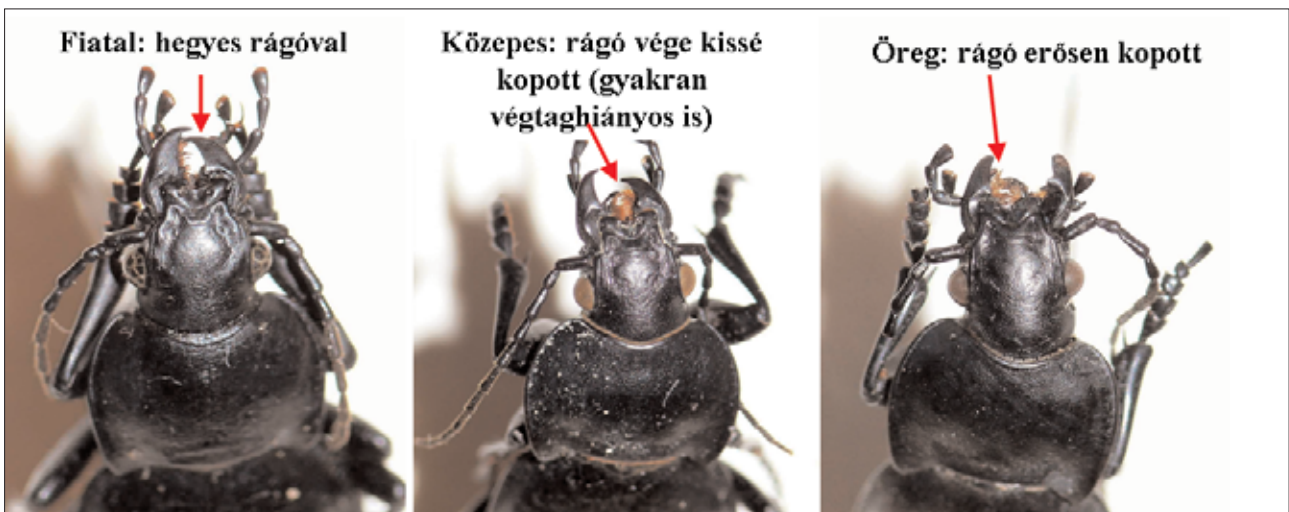 Fiatal: hegyes rágóval
Közepes: rágó vége kissé
kopott (gyakran
végtaghiányos is)
Öreg: rágó erősen kopott